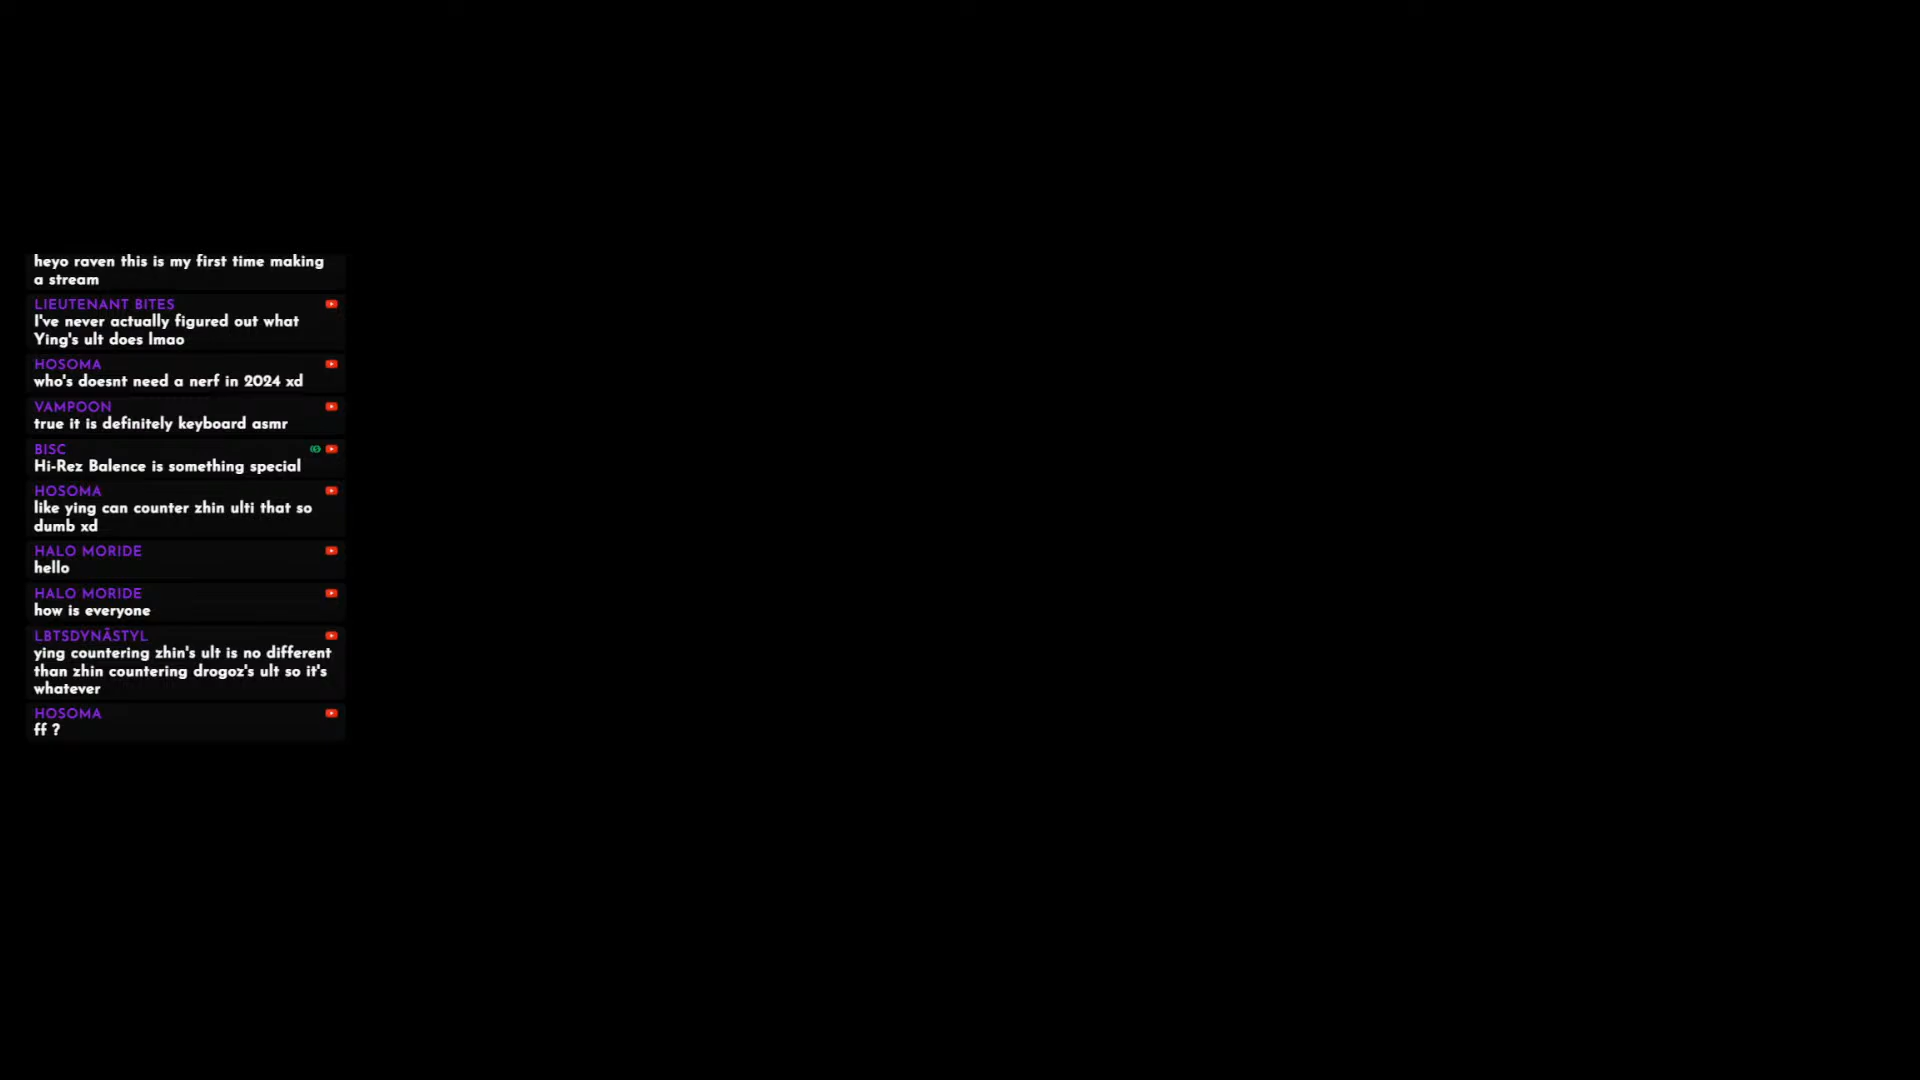 heyo raven this is my first time making
a stream
LIEUTENANT BITES
I've never actually figured out what
Ying's ult does lmao
HOSOMA
who's doesnt need a nerf in 2024 xd
VAMPOON
true it is definitely keyboard asmr
BISC
Hi-Rez Balence is something special
HOSOMA
like ying can counter zhin ulti that so
dumb xd
HALO MORIDE
hello
HALO MORIDE
how is everyone
LBTSDYNÃSTYL
ying countering zhin's ult is no different
than zhin countering drogoz's ult so it's
whatever
HOSOMA
ff ?